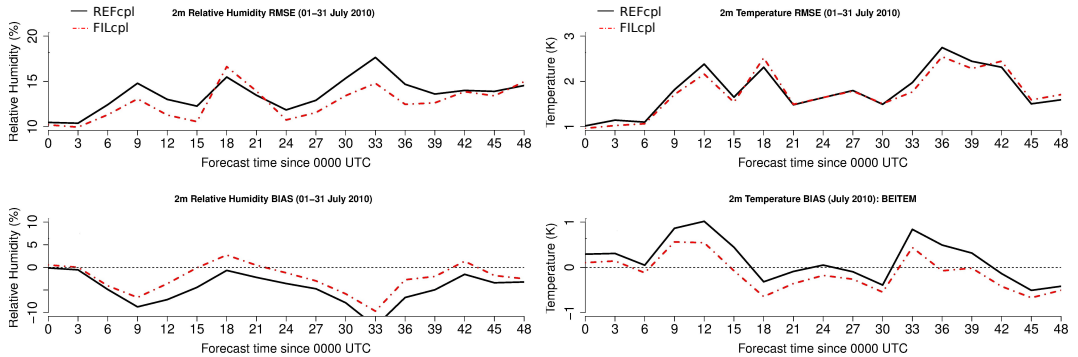 REFcpl
FILcpl
2m Relative Humidity RMSE (01−31 July 2010)
Relative Humidity (%)
10 15 20
0 3 6 9 12 15 18 21 24 27 30 33 36 39 42 45 48
Forecast time since 0000 UTC
REFcpl
FILcpl
2m Temperature RMSE (01−31 July 2010)
Temperature (K)
1 2 3
0 3 6 9 12 15 18 21 24 27 30 33 36 39 42 45 48
Forecast time since 0000 UTC
2m Relative Humidity BIAS (01−31 July 2010)
Relative Humidity (%)
−10 0 5 10
0 3 6 9 12 15 18 21 24 27 30 33 36 39 42 45 48
Forecast time since 0000 UTC
2m Temperature BIAS (July 2010): BEITEM
Temperature (K)
−1 0 1
0 3 6 9 12 15 18 21 24 27 30 33 36 39 42 45 48
Forecast time since 0000 UTC